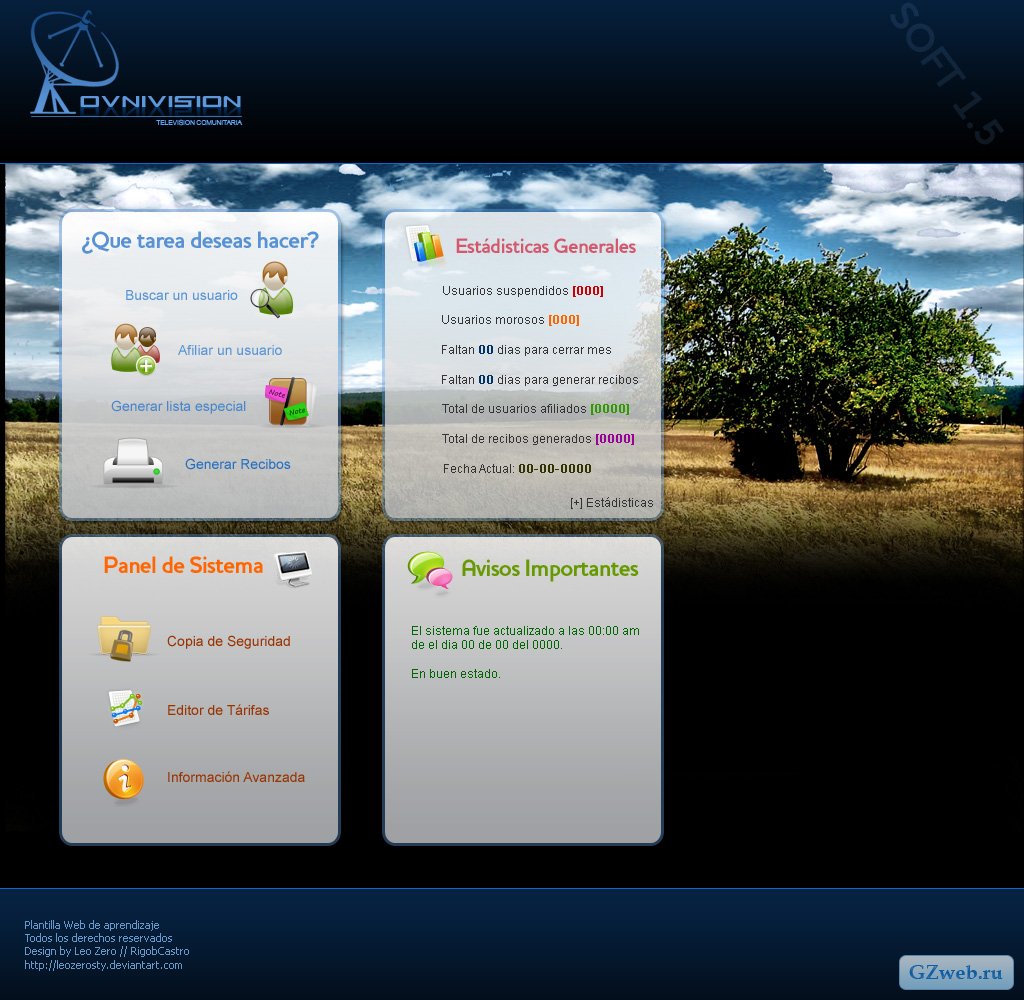 OVNIVISION
TELEVISION COMUNITARIA
SOFT 1.5
¿Que tarea deseas hacer?
Buscar un usuario
Afiliar un usuario
Generar lista especial
Note
Note
Generar Recibos
Estádisticas Generales
Usuarios suspendidos [000]
Usuarios morosos [000]
Faltan 00 dias para cerrar mes
Faltan 00 dias para generar recibos
Total de usuarios afiliados [0000]
Total de recibos generados [0000]
Fecha Actual: 00-00-0000
[+] Estádisticas
Panel de Sistema
Copia de Seguridad
Editor de Tárifas
Información Avanzada
Avisos Importantes
El sistema fue actualizado a las 00:00 am
de el dia 00 de 00 del 0000.
En buen estado.
Plantilla Web de aprendizaje
Todos los derechos reservados
Design by Leo Zero // RigobCastro
http://leozerosty.deviantart.com
GZweb.ru